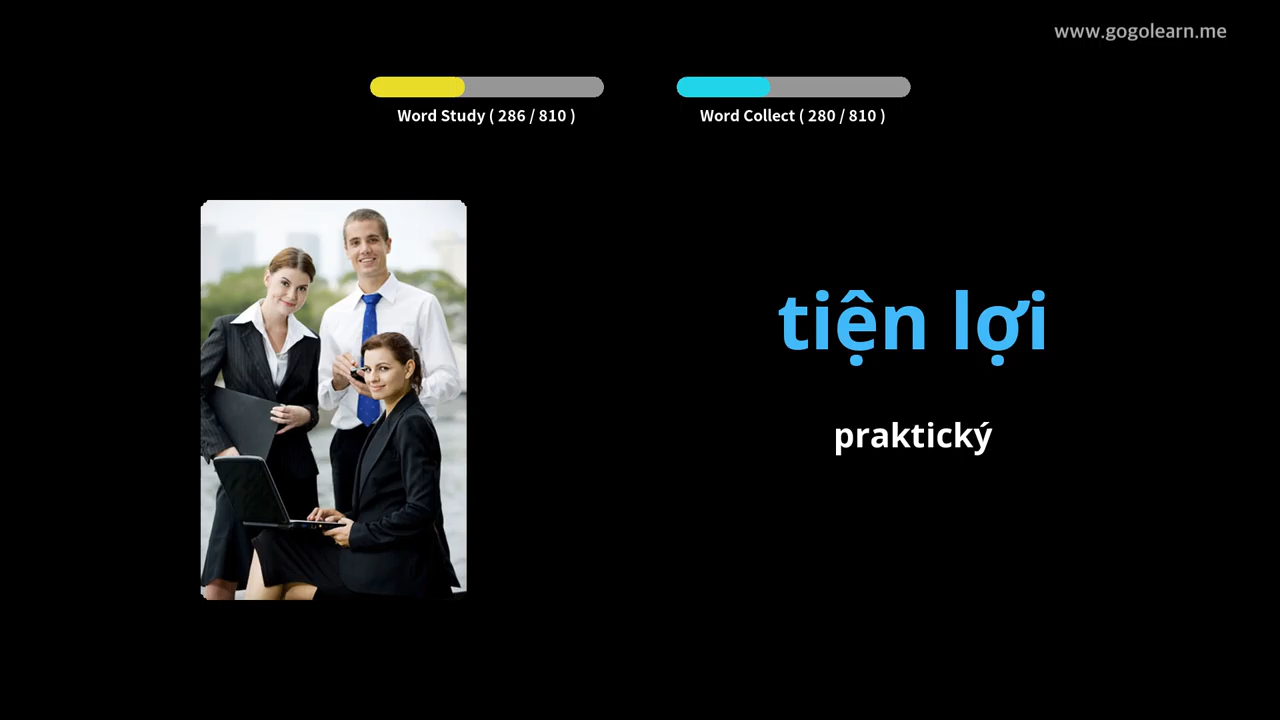 www.gogolearn.me
Word Study ( 286 / 810 )
Word Collect ( 280 / 810 )
tiện lợi
praktický